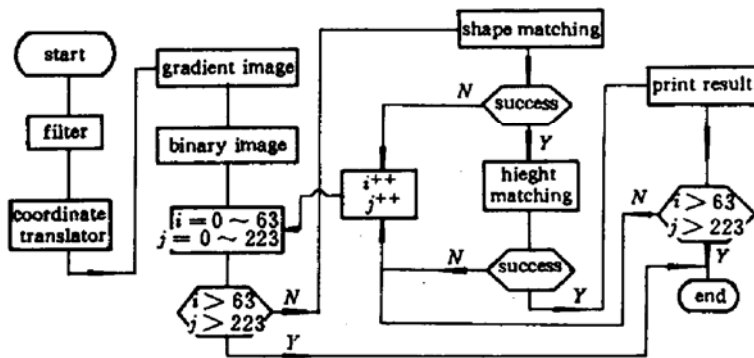 start
filter
coordinate
translator
gradient image
binary image
i = 0 ~ 63
j = 0 ~ 223
i > 63
j > 223
N
Y
shape matching
success
N
Y
hieght
matching
success
N
Y
i++
j++
print result
i > 63
j > 223
N
Y
end